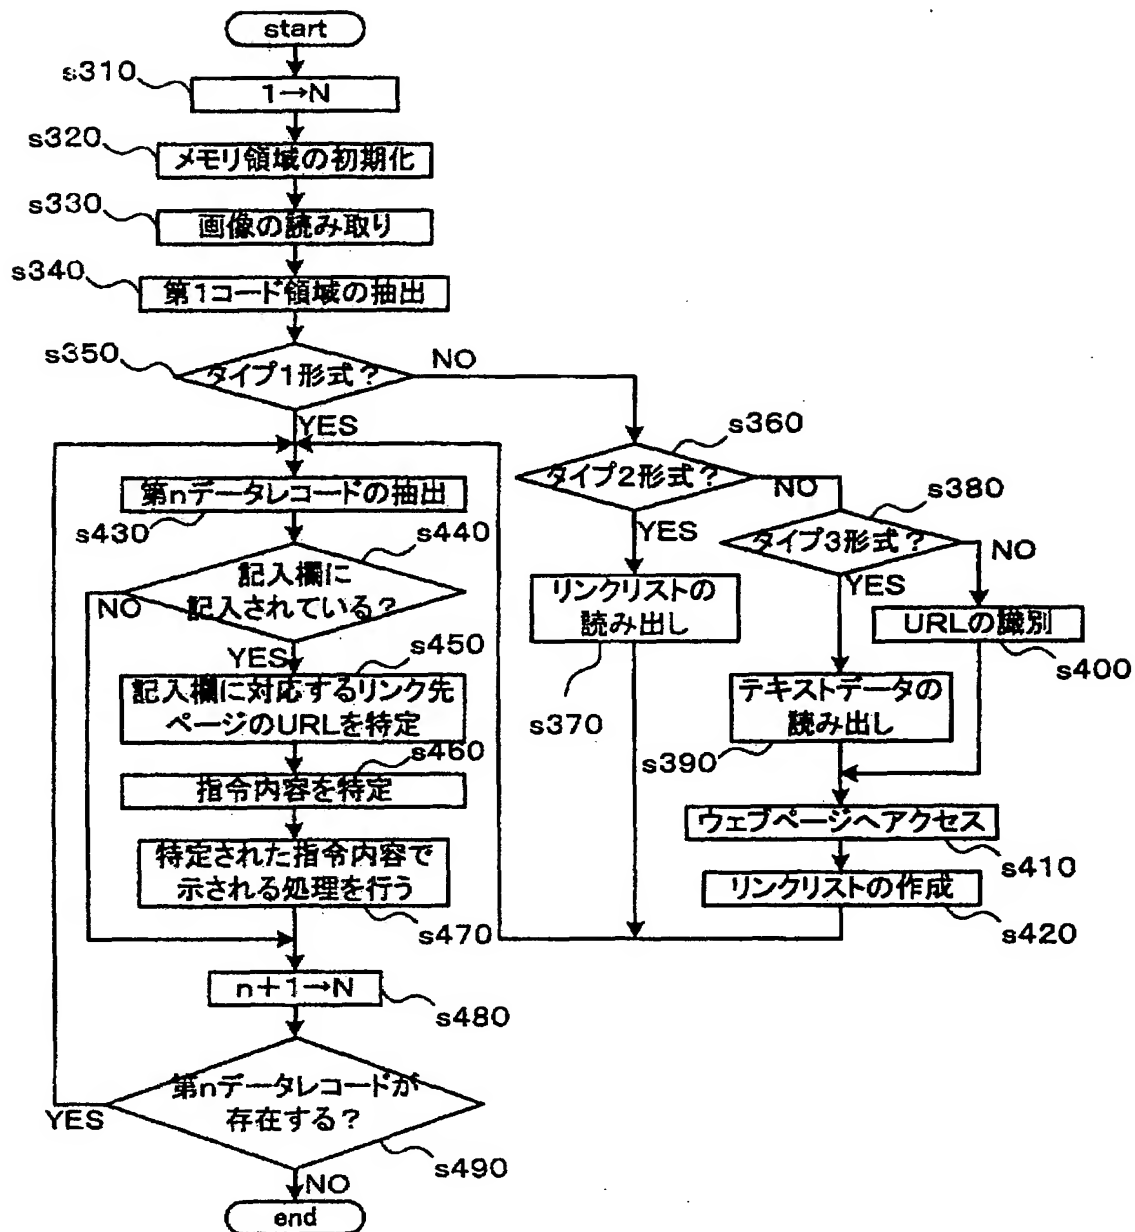 start
s310
1→N
s320
メモリ領域の初期化
s330
画像の読み取り
s340
第1コード領域の抽出
s350
タイプ1形式？
NO
YES
s360
タイプ2形式？
NO
YES
s380
タイプ3形式？
NO
YES
第nデータレコードの抽出
s430
s440
記入欄に
記入されている？
NO
YES
リンクリストの
読み出し
s370
URLの識別
s400
s450
記入欄に対応するリンク先
ページのURLを特定
テキストデータの
読み出し
s390
s460
指令内容を特定
ウェブページへアクセス
s410
特定された指令内容で
示される処理を行う
s470
リンクリストの作成
s420
n＋1→N
s480
第nデータレコードが
存在する？
YES
s490
NO
end